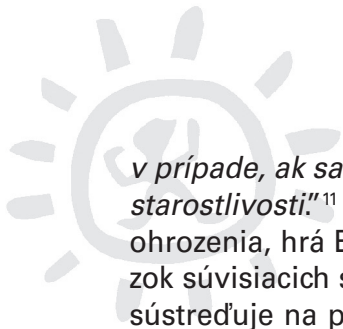 v prípade, ak sa
starostlivosti."11
ohrozenia, hrá
zok súvisiacich
sústreďuje na